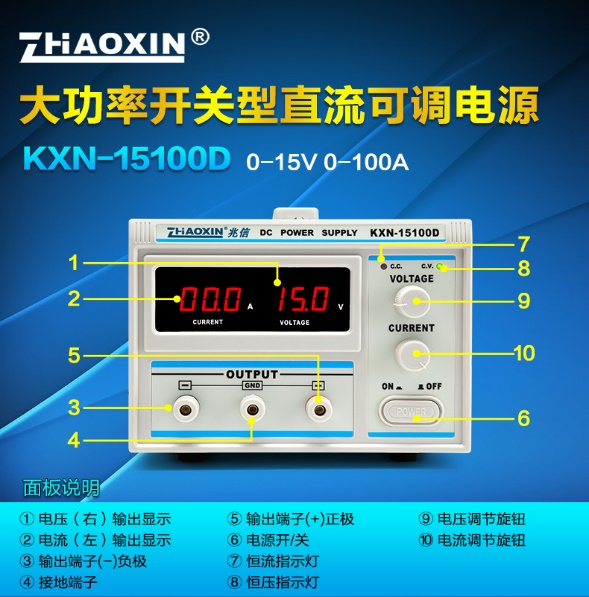 ZHAOXIN®
大功率开关型直流可调电源
KXN-15100D 0-15V 0-100A
ZHAOXIN® 兆信 DC POWER SUPPLY KXN-15100D
7
1
C.C. C.V.
8
VOLTAGE
2
00.0 A 15.0 V
9
CURRENT VOLTAGE
CURRENT
10
5
OUTPUT
− GND +
ON OFF
3
POWER
6
4
面板说明
① 电压（右）输出显示 ⑤ 输出端子(+)正极 ⑨ 电压调节旋钮
② 电流（左）输出显示 ⑥ 电源开/关 ⑩ 电流调节旋钮
③ 输出端子(−)负极 ⑦ 恒流指示灯
④ 接地端子 ⑧ 恒压指示灯